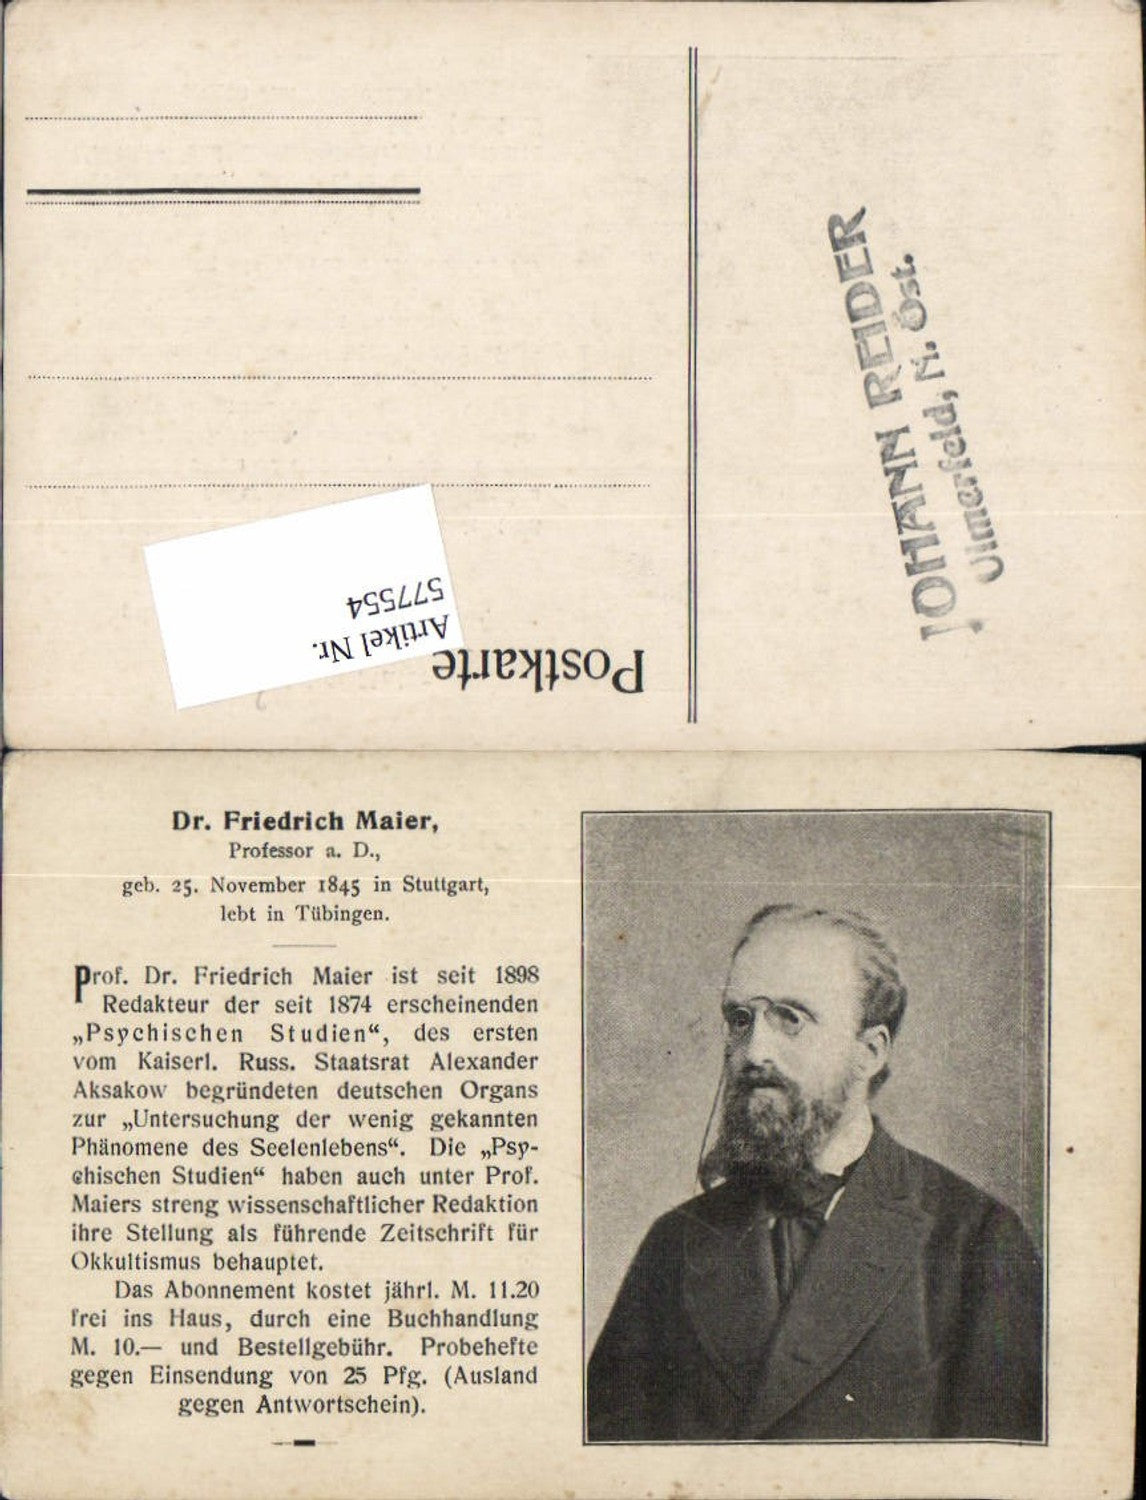 JOHANN REIDER
Ulmerfeld, N. Öst.
Postkarte
Artikel Nr.
577554
Dr. Friedrich Maier,
Professor a. D.,
geb. 25. November 1845 in Stuttgart,
lebt in Tübingen.
Prof. Dr. Friedrich Maier ist seit 1898
Redakteur der seit 1874 erscheinenden
„Psychischen Studien“, des ersten
vom Kaiserl. Russ. Staatsrat Alexander
Aksakow begründeten deutschen Organs
zur „Untersuchung der wenig gekannten
Phänomene des Seelenlebens“. Die „Psy-
chischen Studien“ haben auch unter Prof.
Maiers streng wissenschaftlicher Redaktion
ihre Stellung als führende Zeitschrift für
Okkultismus behauptet.
Das Abonnement kostet jährl. M. 11.20
frei ins Haus, durch eine Buchhandlung
M. 10.— und Bestellgebühr. Probehefte
gegen Einsendung von 25 Pfg. (Ausland
gegen Antwortschein).